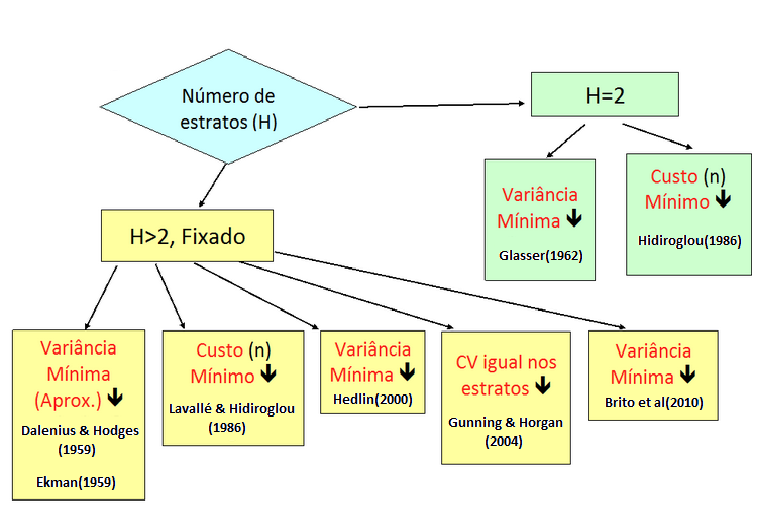 Número de
estratos (H)
H=2
Variância
Mínima
Glasser(1962)
Custo (n)
Mínimo
Hidiroglou(1986)
H>2, Fixado
Variância
Mínima
(Aprox.)
Dalenius & Hodges
(1959)
Ekman(1959)
Custo (n)
Mínimo
Lavallé & Hidiroglou
(1986)
Variância
Mínima
Hedlin(2000)
CV igual nos
estratos
Gunning & Horgan
(2004)
Variância
Mínima
Brito et al(2010)